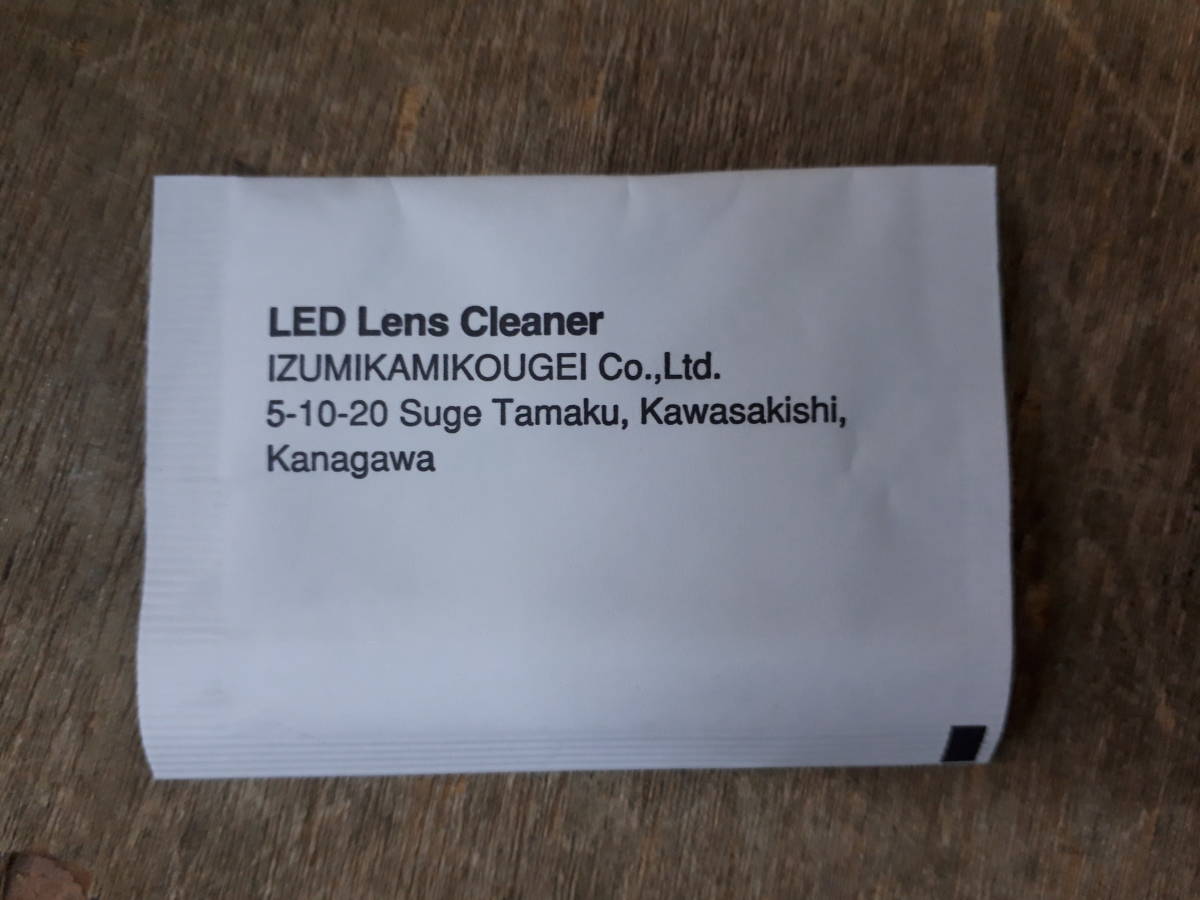 LED Lens Cleaner
IZUMIKAMIKOUGEI Co.,Ltd.
5-10-20 Suge Tamaku, Kawasakishi,
Kanagawa